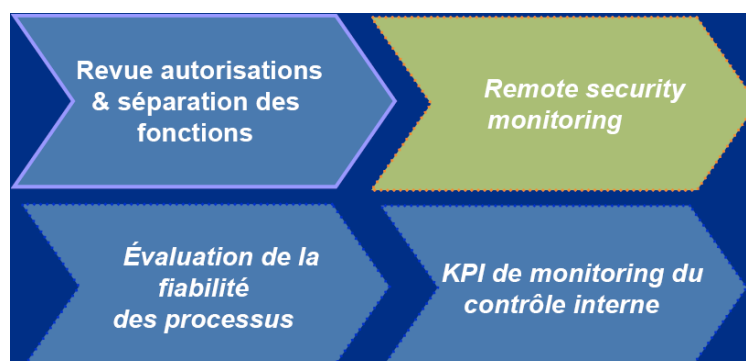 Revue autorisations
& séparation des
fonctions
Remote security
monitoring
Évaluation de la
fiabilité
des processus
KPI de monitoring du
contrôle interne